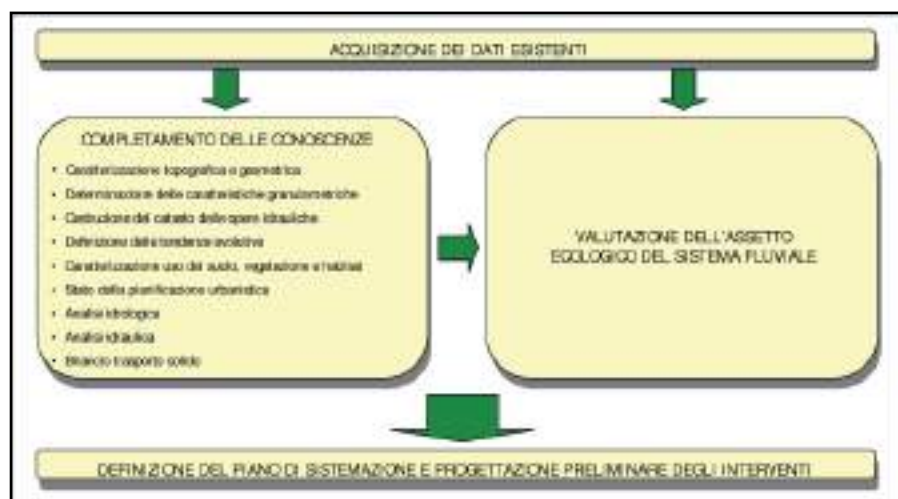 ACQUISIZIONE DEI DATI ESISTENTI
COMPLETAMENTO DELLE CONOSCENZE
• Caratterizzazione topografica e geometrica
• Determinazione delle caratteristiche granulometriche
• Costruzione del catasto delle opere idrauliche
• Definizione delle tendenze evolutive
• Caratterizzazione uso del suolo, vegetazione e habitat
• Stato della pianificazione urbanistica
• Analisi idrologica
• Analisi idraulica
• Bilancio trasporto solido
VALUTAZIONE DELL'ASSETTO
ECOLOGICO DEL SISTEMA FLUVIALE
DEFINIZIONE DEL PIANO DI SISTEMAZIONE E PROGETTAZIONE PRELIMINARE DEGLI INTERVENTI